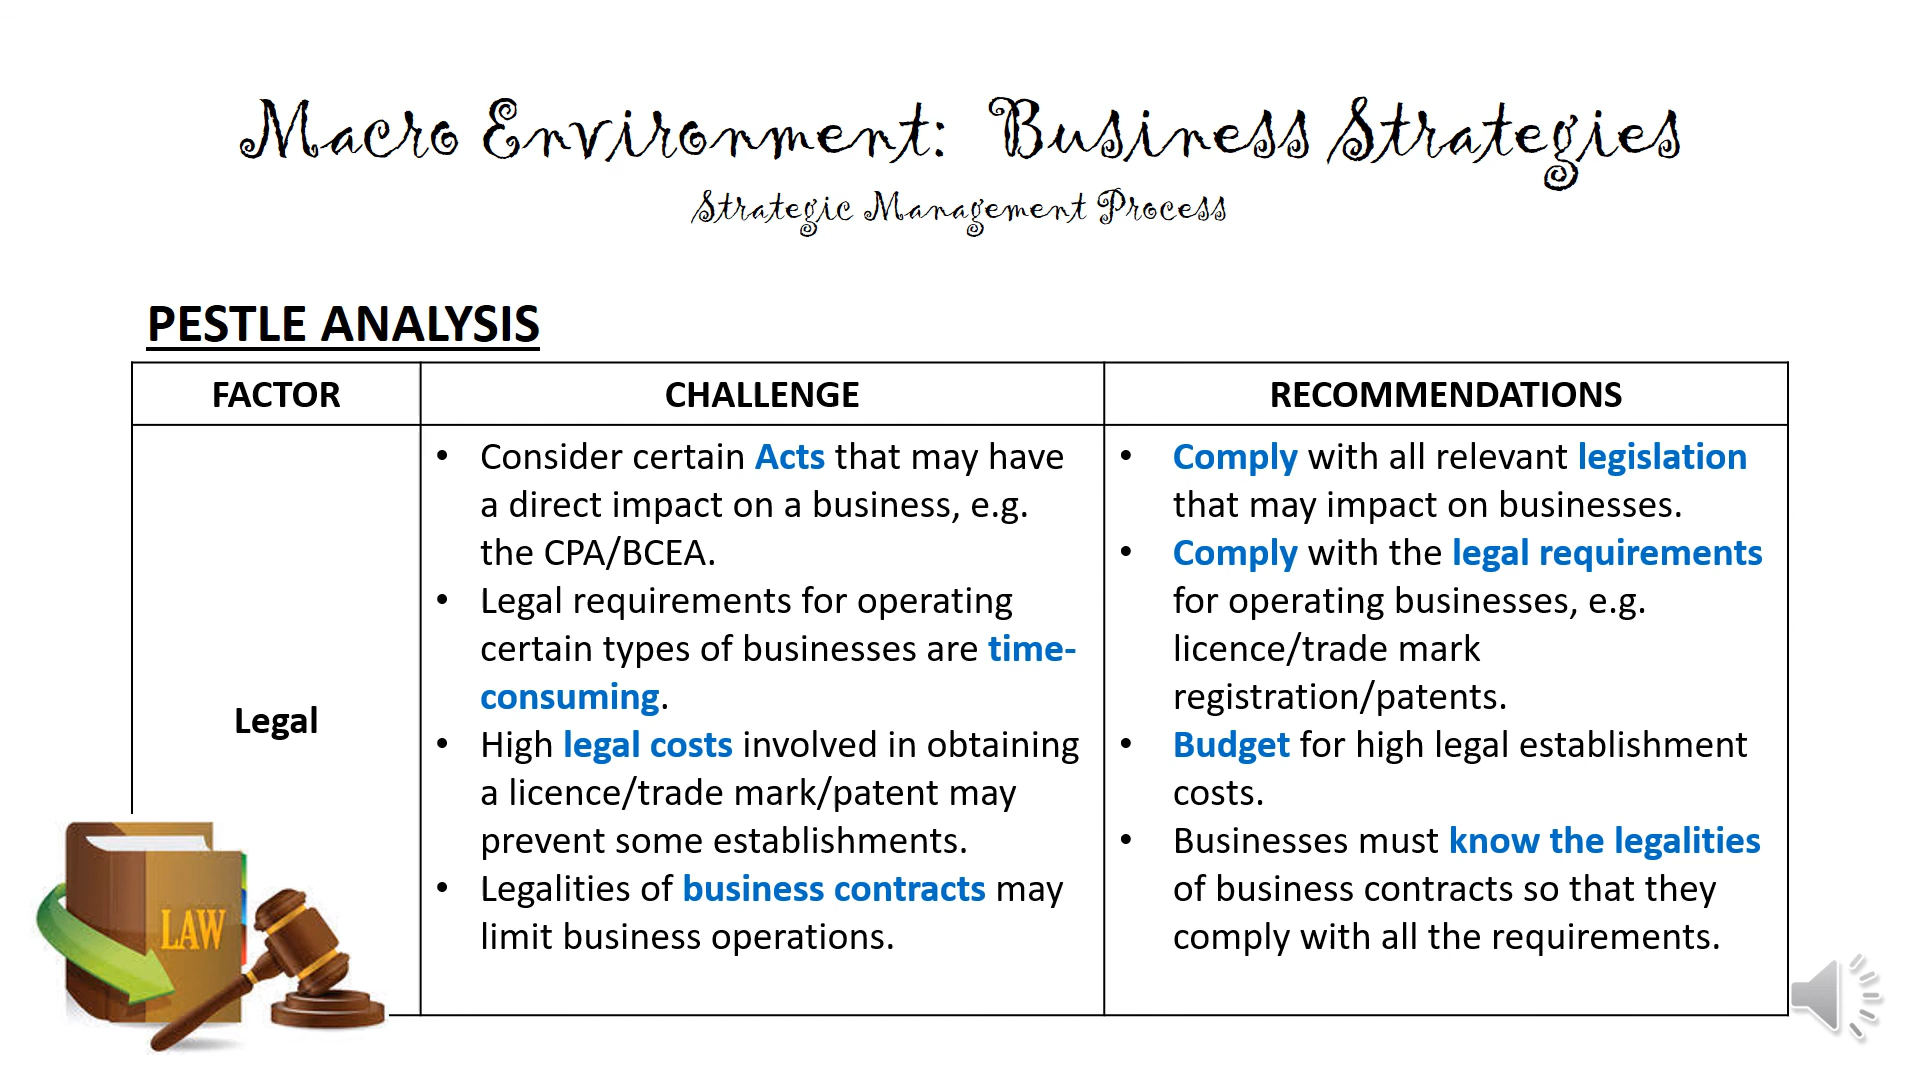 Macro Environment: Business Strategies
Strategic Management Process
PESTLE ANALYSIS
FACTOR
CHALLENGE
RECOMMENDATIONS
Legal
• Consider certain Acts that may have
a direct impact on a business, e.g.
the CPA/BCEA.
• Legal requirements for operating
certain types of businesses are time-
consuming.
• High legal costs involved in obtaining
a licence/trade mark/patent may
prevent some establishments.
• Legalities of business contracts may
limit business operations.
• Comply with all relevant legislation
that may impact on businesses.
• Comply with the legal requirements
for operating businesses, e.g.
licence/trade mark
registration/patents.
• Budget for high legal establishment
costs.
• Businesses must know the legalities
of business contracts so that they
comply with all the requirements.
LAW